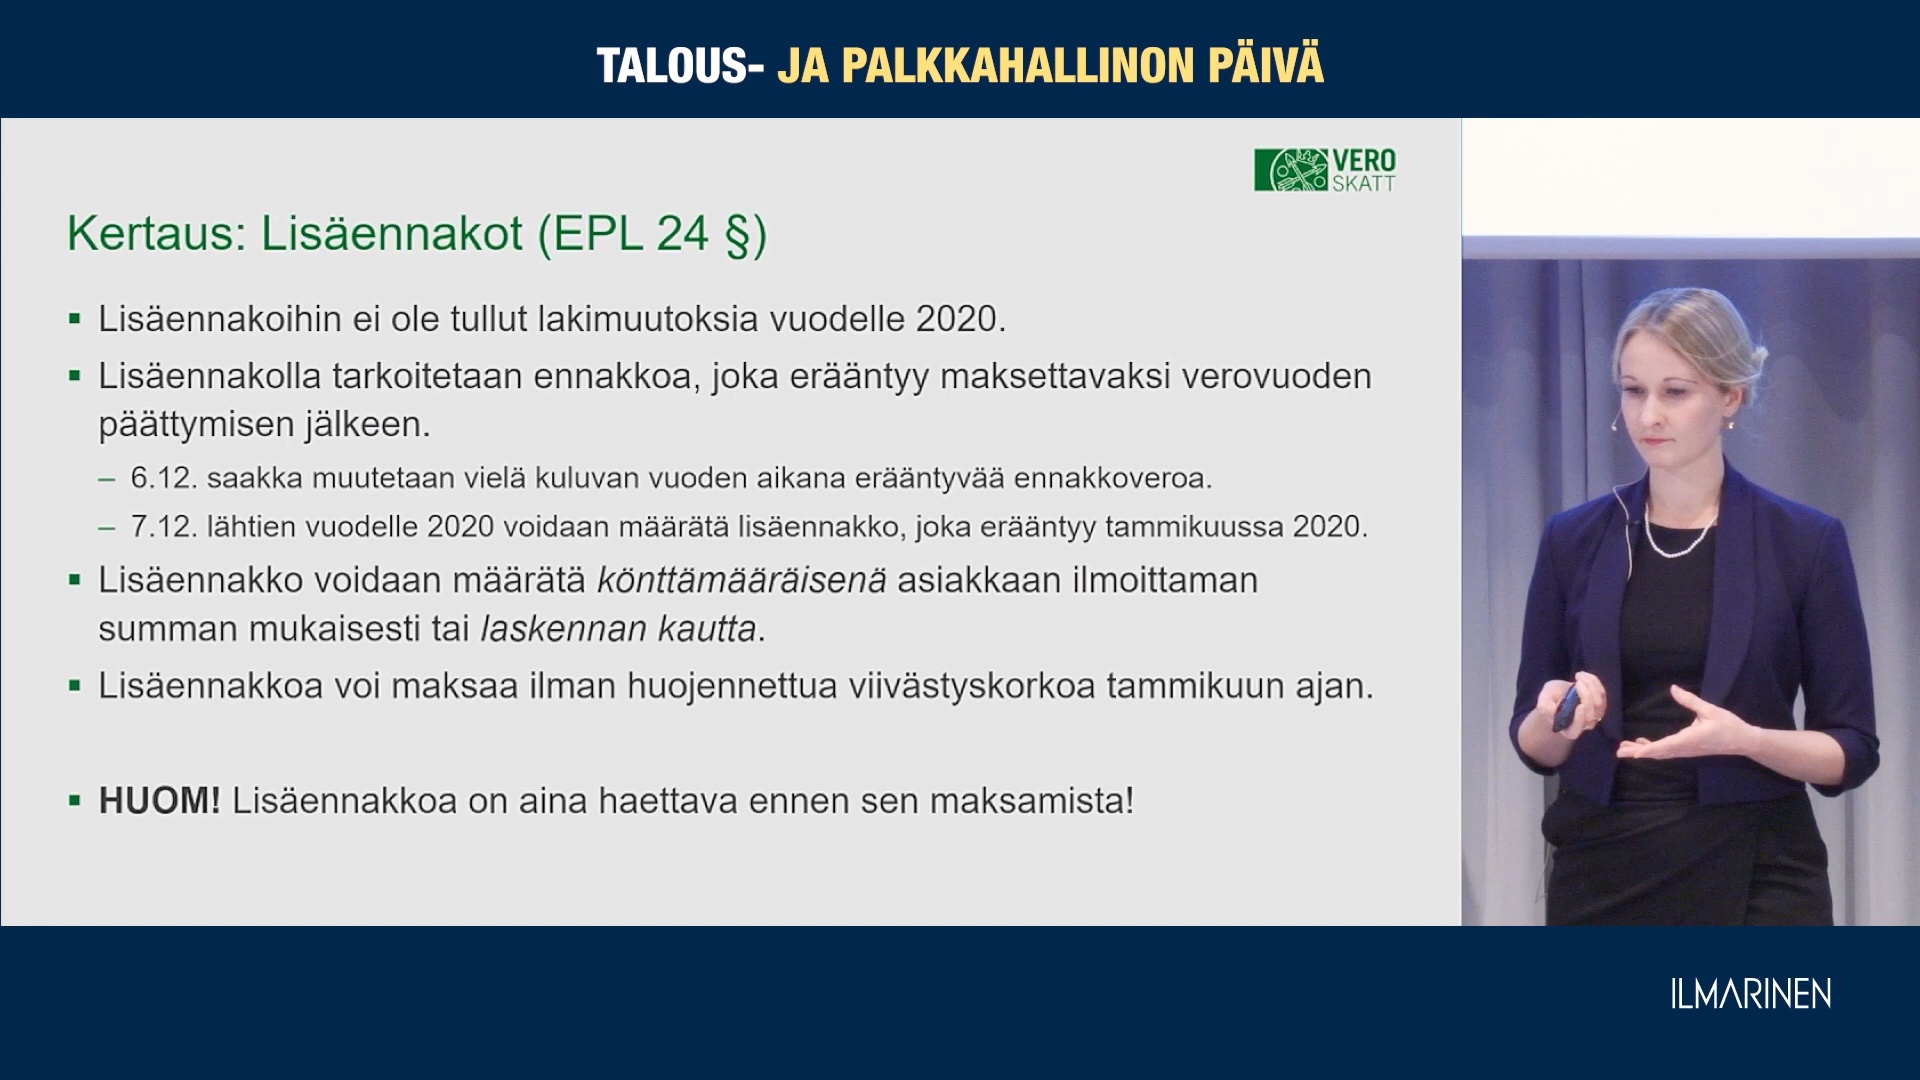 TALOUS- JA PALKKAHALLINON PÄIVÄ
VERO
SKATT
Kertaus: Lisäennakot (EPL 24 §)
▪ Lisäennakoihin ei ole tullut lakimuutoksia vuodelle 2020.
▪ Lisäennakolla tarkoitetaan ennakkoa, joka erääntyy maksettavaksi verovuoden
päättymisen jälkeen.
– 6.12. saakka muutetaan vielä kuluvan vuoden aikana erääntyvää ennakkoveroa.
– 7.12. lähtien vuodelle 2020 voidaan määrätä lisäennakko, joka erääntyy tammikuussa 2020.
▪ Lisäennakko voidaan määrätä könttämääräisenä asiakkaan ilmoittaman
summan mukaisesti tai laskennan kautta.
▪ Lisäennakkoa voi maksaa ilman huojennettua viivästyskorkoa tammikuun ajan.
▪ HUOM! Lisäennakkoa on aina haettava ennen sen maksamista!
ILMARINEN